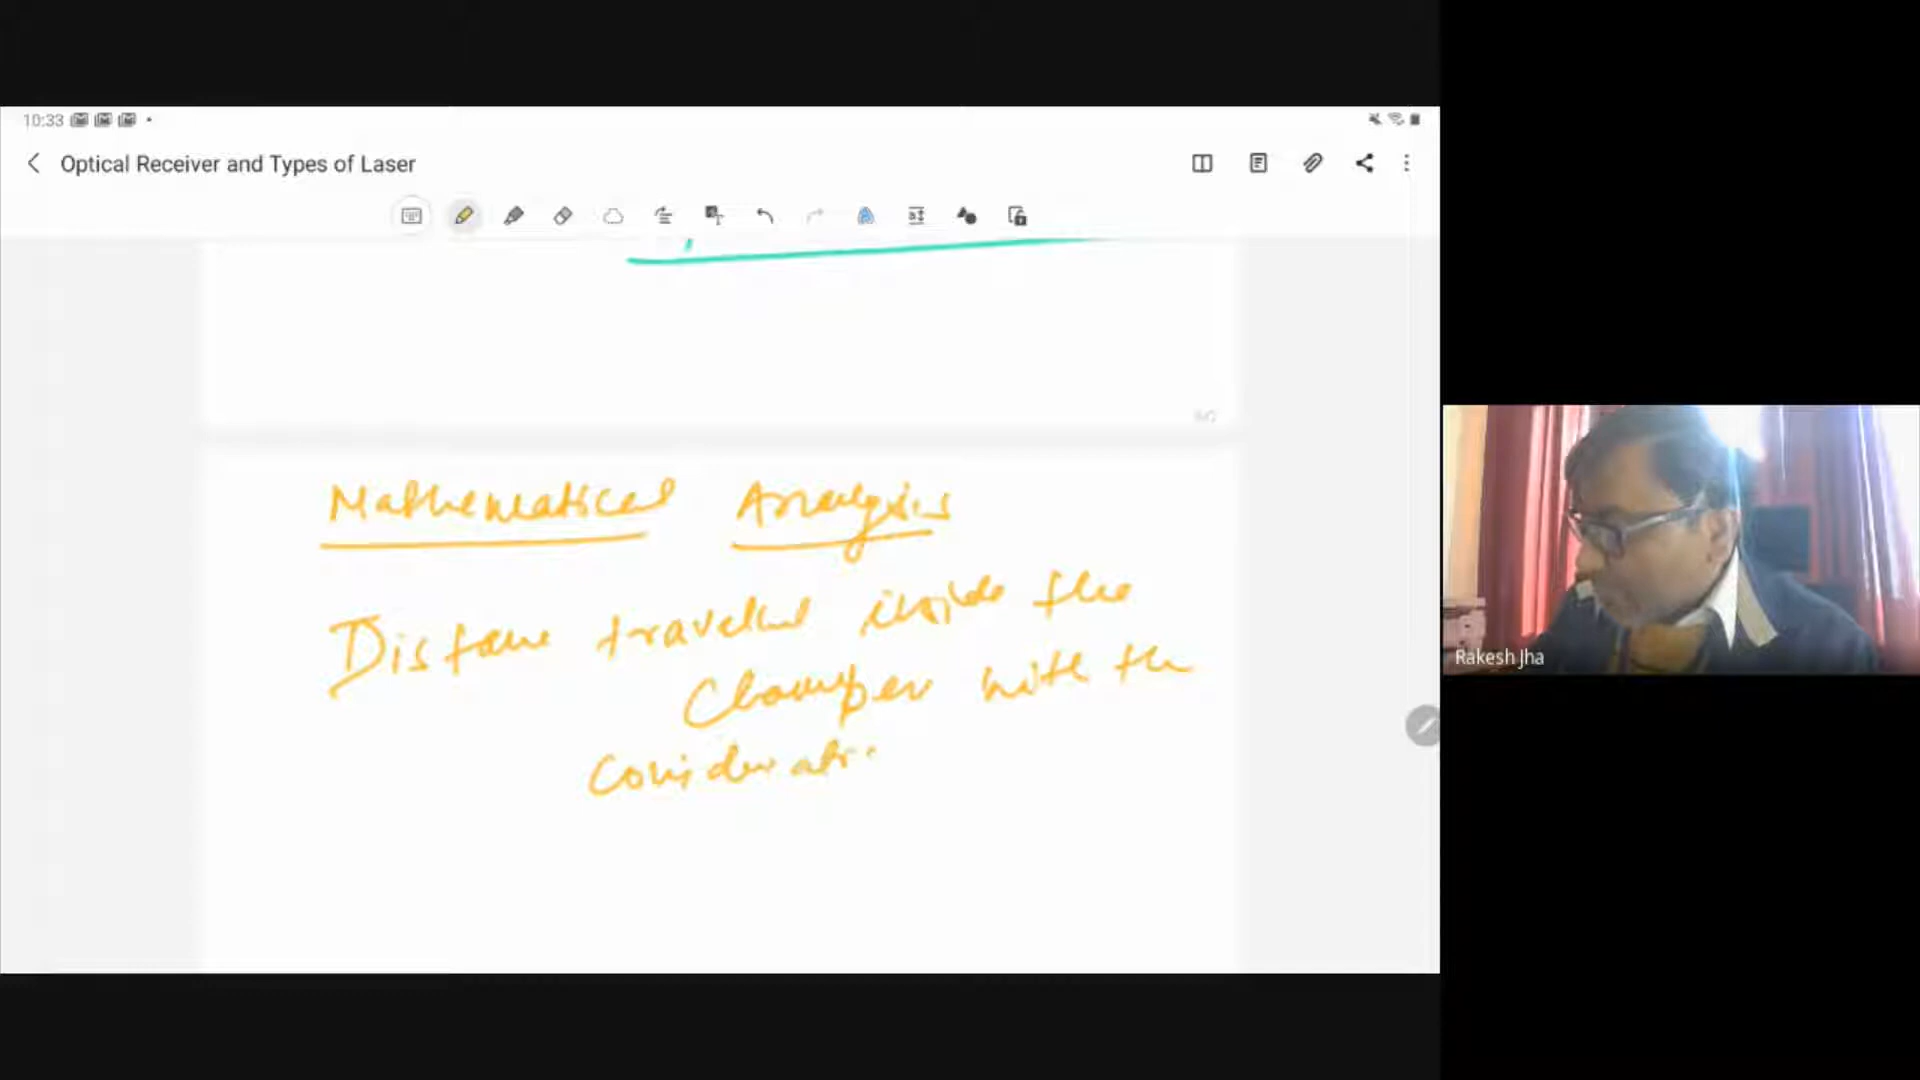 10:33
Optical Receiver and Types of Laser
Mathematical Analysis
Distance travelled inside the
Chamber with the
considerati
Rakesh Jha